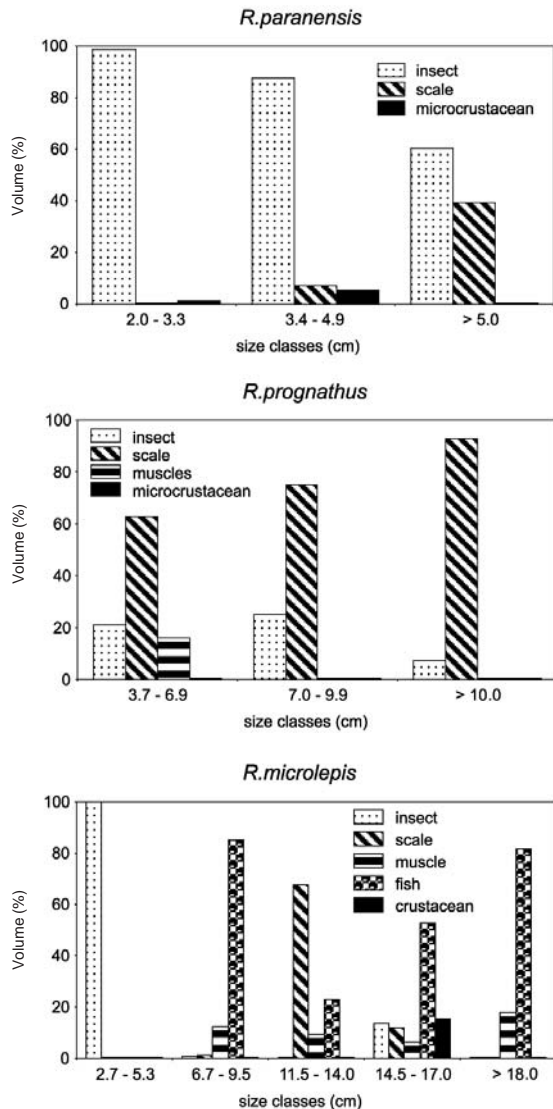 R.paranensis
100
80
60
40
20
0
Volume (%)
insect
scale
microcrustacean
2.0 - 3.3 3.4 - 4.9 > 5.0
size classes (cm)
R.prognathus
100
80
60
40
20
0
Volume (%)
insect
scale
muscles
microcrustacean
3.7 - 6.9 7.0 - 9.9 > 10.0
size classes (cm)
R.microlepis
100
80
60
40
20
0
Volume (%)
insect
scale
muscle
fish
crustacean
2.7 - 5.3 6.7 - 9.5 11.5 - 14.0 14.5 - 17.0 > 18.0
size classes (cm)